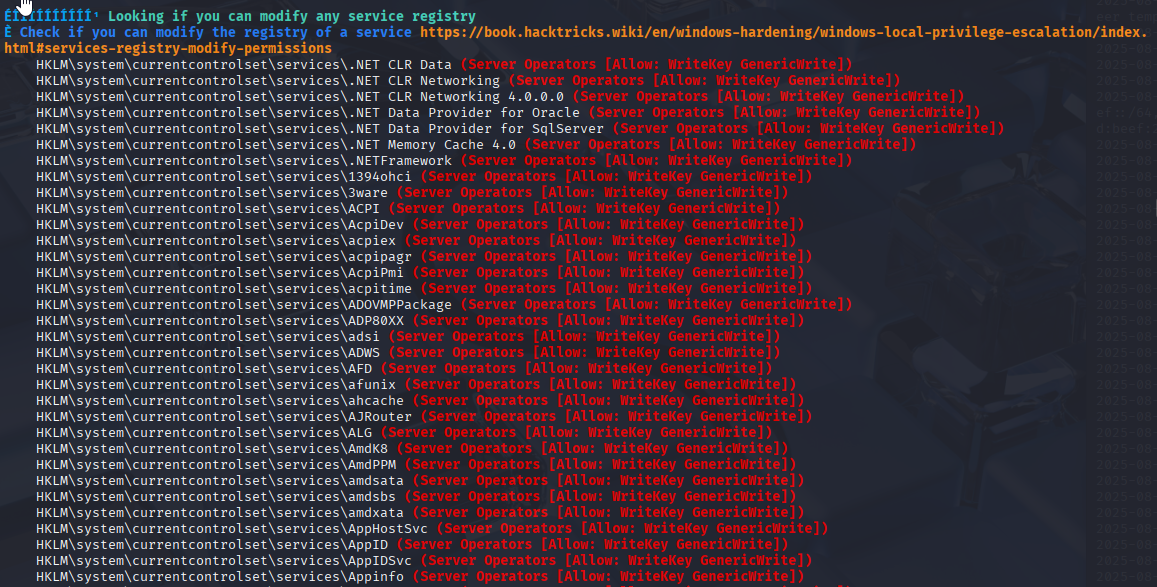 ÉÍÍÍÍÍÍÍÍÍÍ¹ Looking if you can modify any service registry
È Check if you can modify the registry of a service https://book.hacktricks.wiki/en/windows-hardening/windows-local-privilege-escalation/index.
html#services-registry-modify-permissions
HKLM\system\currentcontrolset\services\.NET CLR Data (Server Operators [Allow: WriteKey GenericWrite])
HKLM\system\currentcontrolset\services\.NET CLR Networking (Server Operators [Allow: WriteKey GenericWrite])
HKLM\system\currentcontrolset\services\.NET CLR Networking 4.0.0.0 (Server Operators [Allow: WriteKey GenericWrite])
HKLM\system\currentcontrolset\services\.NET Data Provider for Oracle (Server Operators [Allow: WriteKey GenericWrite])
HKLM\system\currentcontrolset\services\.NET Data Provider for SqlServer (Server Operators [Allow: WriteKey GenericWrite])
HKLM\system\currentcontrolset\services\.NET Memory Cache 4.0 (Server Operators [Allow: WriteKey GenericWrite])
HKLM\system\currentcontrolset\services\.NETFramework (Server Operators [Allow: WriteKey GenericWrite])
HKLM\system\currentcontrolset\services\1394ohci (Server Operators [Allow: WriteKey GenericWrite])
HKLM\system\currentcontrolset\services\3ware (Server Operators [Allow: WriteKey GenericWrite])
HKLM\system\currentcontrolset\services\ACPI (Server Operators [Allow: WriteKey GenericWrite])
HKLM\system\currentcontrolset\services\AcpiDev (Server Operators [Allow: WriteKey GenericWrite])
HKLM\system\currentcontrolset\services\acpiex (Server Operators [Allow: WriteKey GenericWrite])
HKLM\system\currentcontrolset\services\acpipagr (Server Operators [Allow: WriteKey GenericWrite])
HKLM\system\currentcontrolset\services\AcpiPmi (Server Operators [Allow: WriteKey GenericWrite])
HKLM\system\currentcontrolset\services\acpitime (Server Operators [Allow: WriteKey GenericWrite])
HKLM\system\currentcontrolset\services\ADOVMPPackage (Server Operators [Allow: WriteKey GenericWrite])
HKLM\system\currentcontrolset\services\ADP80XX (Server Operators [Allow: WriteKey GenericWrite])
HKLM\system\currentcontrolset\services\adsi (Server Operators [Allow: WriteKey GenericWrite])
HKLM\system\currentcontrolset\services\ADWS (Server Operators [Allow: WriteKey GenericWrite])
HKLM\system\currentcontrolset\services\AFD (Server Operators [Allow: WriteKey GenericWrite])
HKLM\system\currentcontrolset\services\afunix (Server Operators [Allow: WriteKey GenericWrite])
HKLM\system\currentcontrolset\services\ahcache (Server Operators [Allow: WriteKey GenericWrite])
HKLM\system\currentcontrolset\services\AJRouter (Server Operators [Allow: WriteKey GenericWrite])
HKLM\system\currentcontrolset\services\ALG (Server Operators [Allow: WriteKey GenericWrite])
HKLM\system\currentcontrolset\services\AmdK8 (Server Operators [Allow: WriteKey GenericWrite])
HKLM\system\currentcontrolset\services\AmdPPM (Server Operators [Allow: WriteKey GenericWrite])
HKLM\system\currentcontrolset\services\amdsata (Server Operators [Allow: WriteKey GenericWrite])
HKLM\system\currentcontrolset\services\amdsbs (Server Operators [Allow: WriteKey GenericWrite])
HKLM\system\currentcontrolset\services\amdxata (Server Operators [Allow: WriteKey GenericWrite])
HKLM\system\currentcontrolset\services\AppHostSvc (Server Operators [Allow: WriteKey GenericWrite])
HKLM\system\currentcontrolset\services\AppID (Server Operators [Allow: WriteKey GenericWrite])
HKLM\system\currentcontrolset\services\AppIDSvc (Server Operators [Allow: WriteKey GenericWrite])
HKLM\system\currentcontrolset\services\Appinfo (Server Operators [Allow: WriteKey GenericWrite])